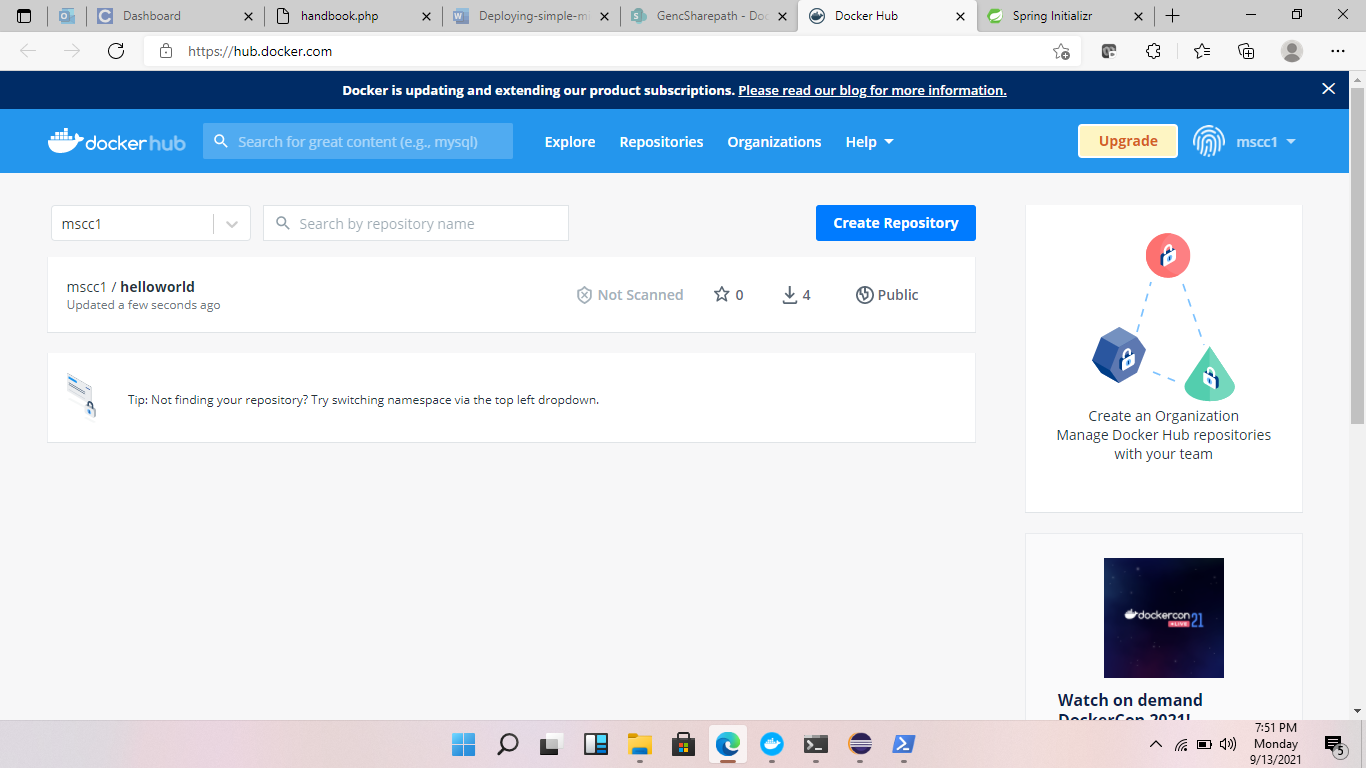 Dashboard
handbook.php
Deploying-simple-mi
GencSharepath - Doc
Docker Hub
Spring Initializr
https://hub.docker.com
Docker is updating and extending our product subscriptions. Please read our blog for more information.
dockerhub
Search for great content (e.g., mysql)
Explore
Repositories
Organizations
Help
Upgrade
mscc1
mscc1
Search by repository name
Create Repository
mscc1 / helloworld
Updated a few seconds ago
Not Scanned
0
4
Public
Tip: Not finding your repository? Try switching namespace via the top left dropdown.
Create an Organization
Manage Docker Hub repositories
with your team
dockercon
LIVE
21
Watch on demand
DockerCon 2021!
7:51 PM
Monday
9/13/2021
5